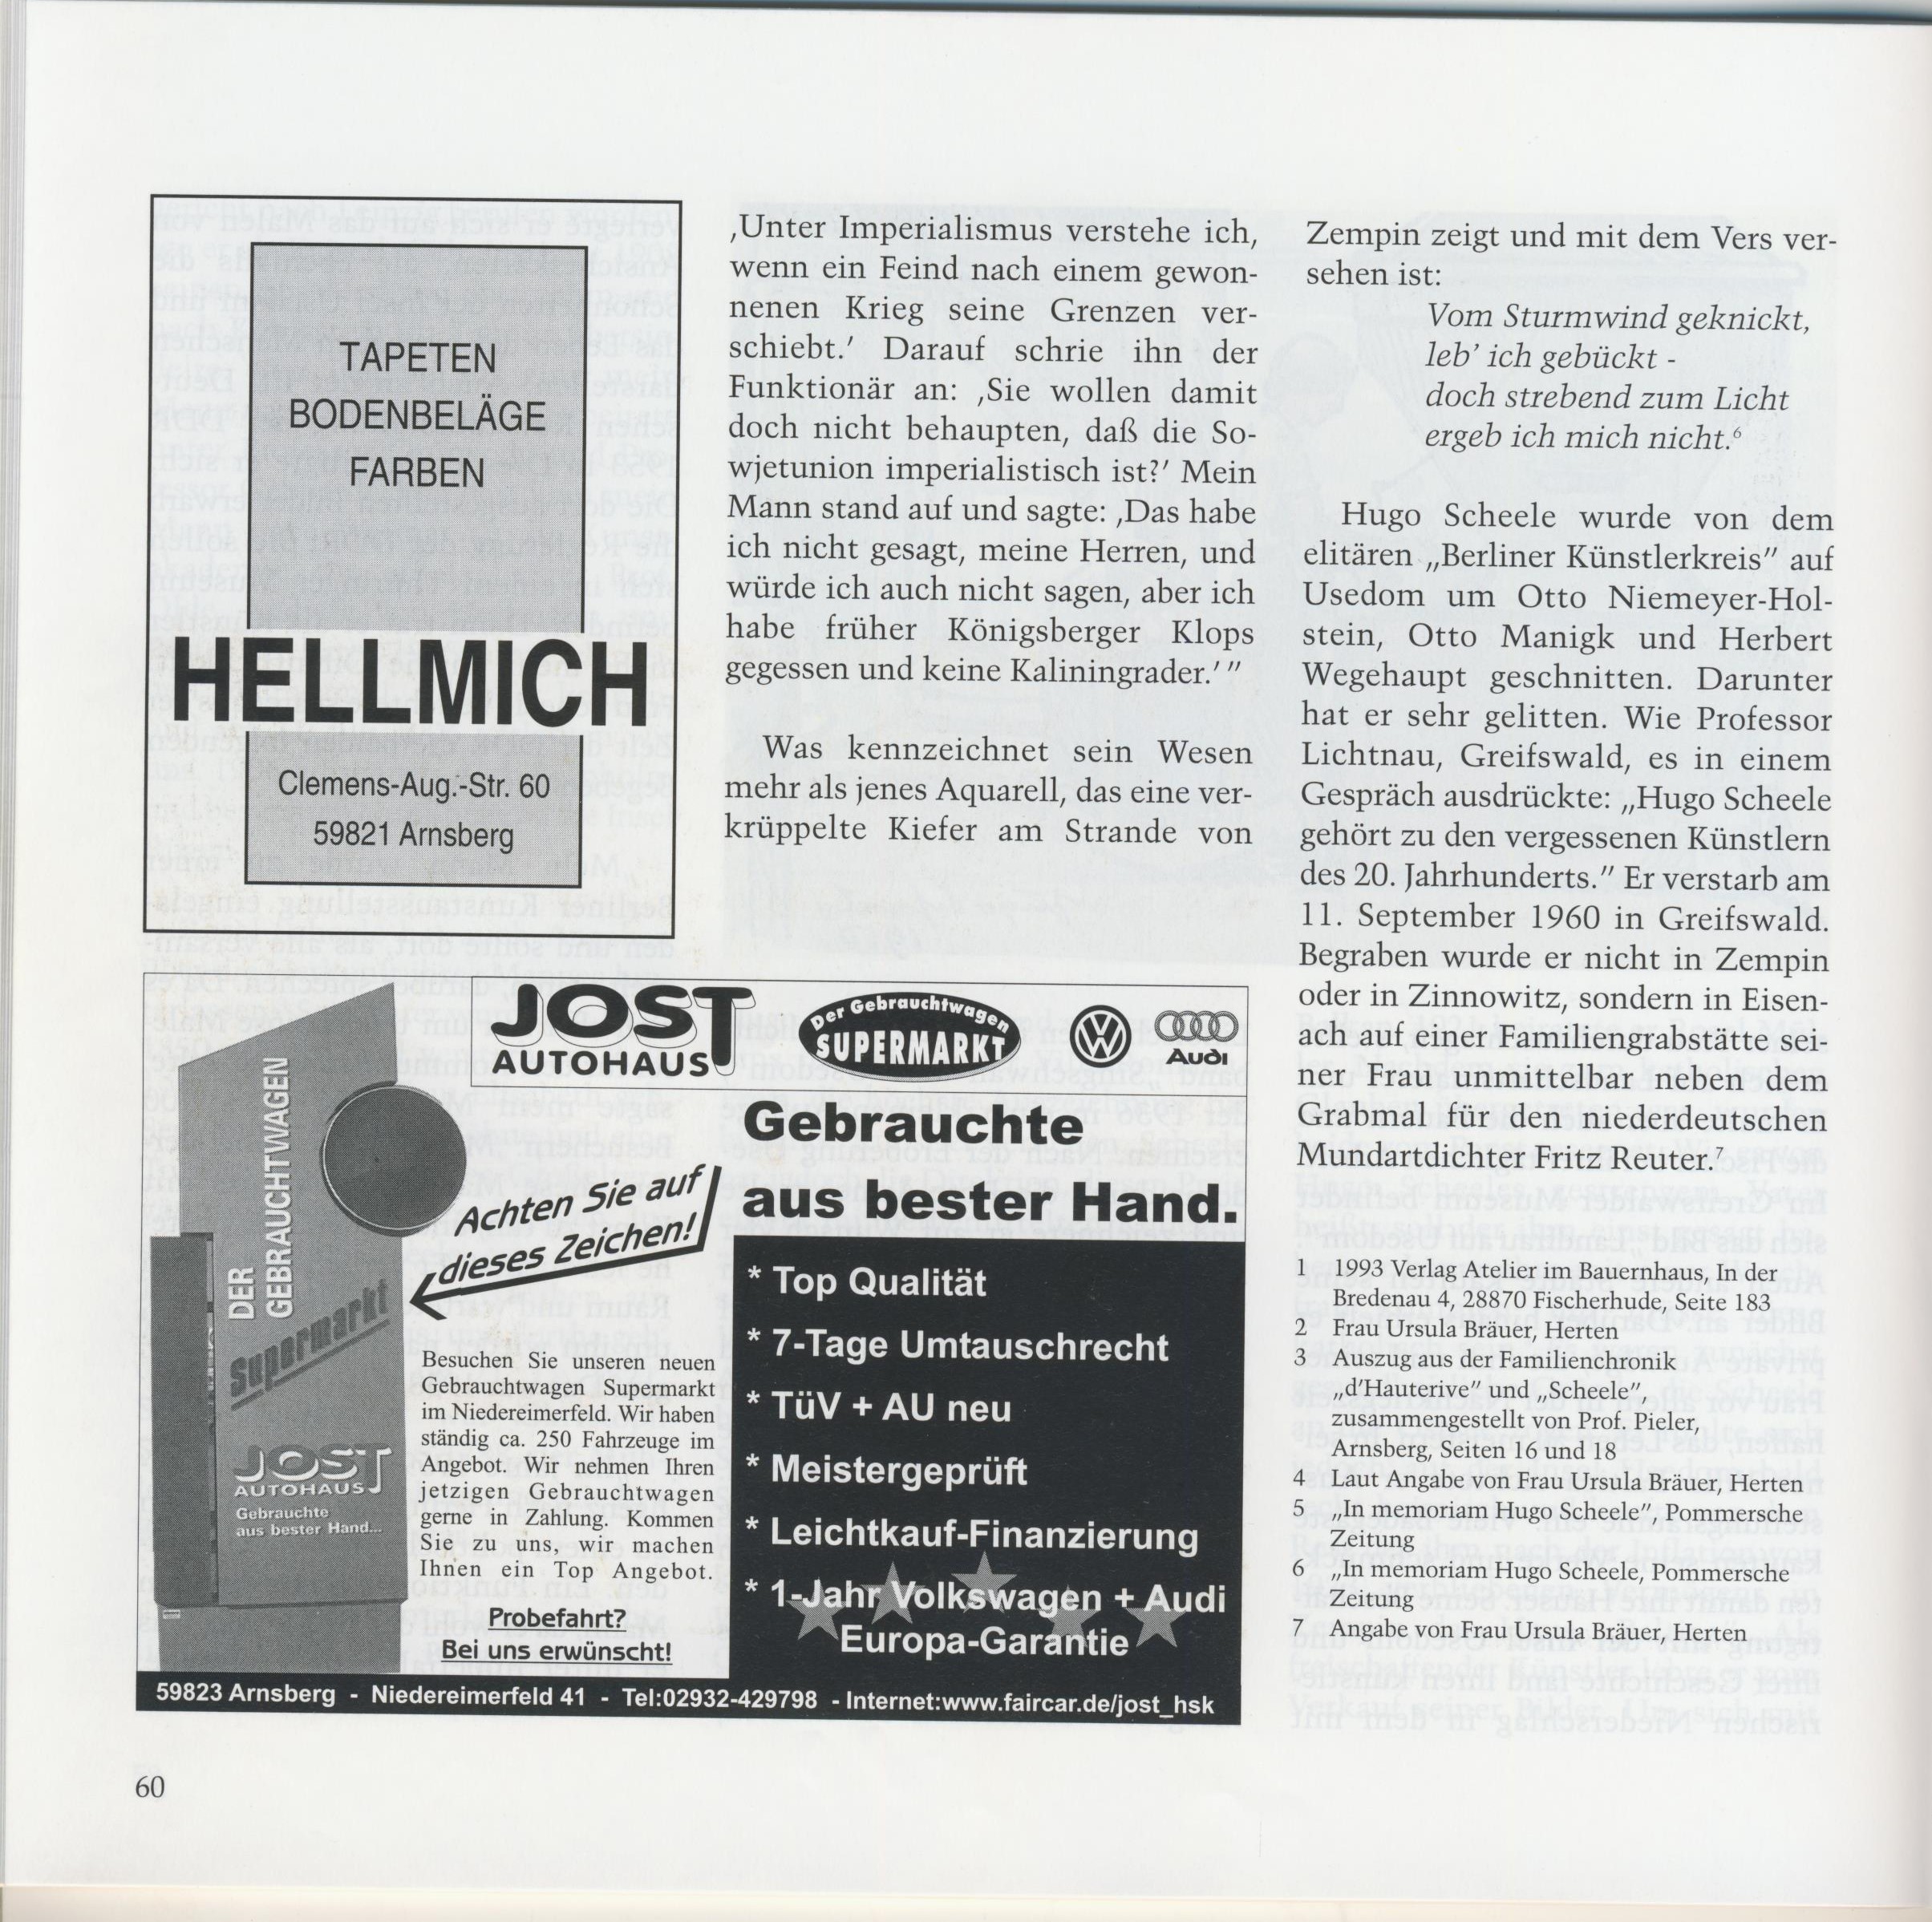 TAPETEN
BODENBELÄGE
FARBEN
HELLMICH
Clemens-Aug.-Str. 60
59821 Arnsberg
‚Unter Imperialismus verstehe ich,
wenn ein Feind nach einem gewon-
nenen Krieg seine Grenzen ver-
schiebt.’ Darauf schrie ihn der
Funktionär an: ‚Sie wollen damit
doch nicht behaupten, daß die So-
wjetunion imperialistisch ist?’ Mein
Mann stand auf und sagte: ‚Das habe
ich nicht gesagt, meine Herren, und
würde ich auch nicht sagen, aber ich
habe früher Königsberger Klops
gegessen und keine Kaliningrader.’”
Was kennzeichnet sein Wesen
mehr als jenes Aquarell, das eine ver-
krüppelte Kiefer am Strande von
Zempin zeigt und mit dem Vers ver-
sehen ist:
Vom Sturmwind geknickt,
leb’ ich gebückt -
doch strebend zum Licht
ergeb ich mich nicht.⁶
Hugo Scheele wurde von dem
elitären „Berliner Künstlerkreis” auf
Usedom um Otto Niemeyer-Hol-
stein, Otto Manigk und Herbert
Wegehaupt geschnitten. Darunter
hat er sehr gelitten. Wie Professor
Lichtnau, Greifswald, es in einem
Gespräch ausdrückte: „Hugo Scheele
gehört zu den vergessenen Künstlern
des 20. Jahrhunderts.” Er verstarb am
11. September 1960 in Greifswald.
Begraben wurde er nicht in Zempin
oder in Zinnowitz, sondern in Eisen-
ach auf einer Familiengrabstätte sei-
ner Frau unmittelbar neben dem
Grabmal für den niederdeutschen
Mundartdichter Fritz Reuter.⁷
1 1993 Verlag Atelier im Bauernhaus, In der
Bredenau 4, 28870 Fischerhude, Seite 183
2 Frau Ursula Bräuer, Herten
3 Auszug aus der Familienchronik
„d’Hauterive” und „Scheele”,
zusammengestellt von Prof. Pieler,
Arnsberg, Seiten 16 und 18
4 Laut Angabe von Frau Ursula Bräuer, Herten
5 „In memoriam Hugo Scheele”, Pommersche
Zeitung
6 „In memoriam Hugo Scheele, Pommersche
Zeitung
7 Angabe von Frau Ursula Bräuer, Herten
JOST
AUTOHAUS
Der Gebrauchtwagen
SUPERMARKT
VW
Audi
Gebrauchte
aus bester Hand.
DER
GEBRAUCHTWAGEN
Supermarkt
JOST
AUTOHAUS
Gebrauchte
aus bester Hand...
Achten Sie auf
dieses Zeichen!
Besuchen Sie unseren neuen
Gebrauchtwagen Supermarkt
im Niedereimerfeld. Wir haben
ständig ca. 250 Fahrzeuge im
Angebot. Wir nehmen Ihren
jetzigen Gebrauchtwagen
gerne in Zahlung. Kommen
Sie zu uns, wir machen
Ihnen ein Top Angebot.
Probefahrt?
Bei uns erwünscht!
* Top Qualität
* 7-Tage Umtauschrecht
* TüV + AU neu
* Meistergeprüft
* Leichtkauf-Finanzierung
* 1-Jahr Volkswagen + Audi
Europa-Garantie
59823 Arnsberg - Niedereimerfeld 41 - Tel:02932-429798 - Internet:www.faircar.de/jost_hsk
60